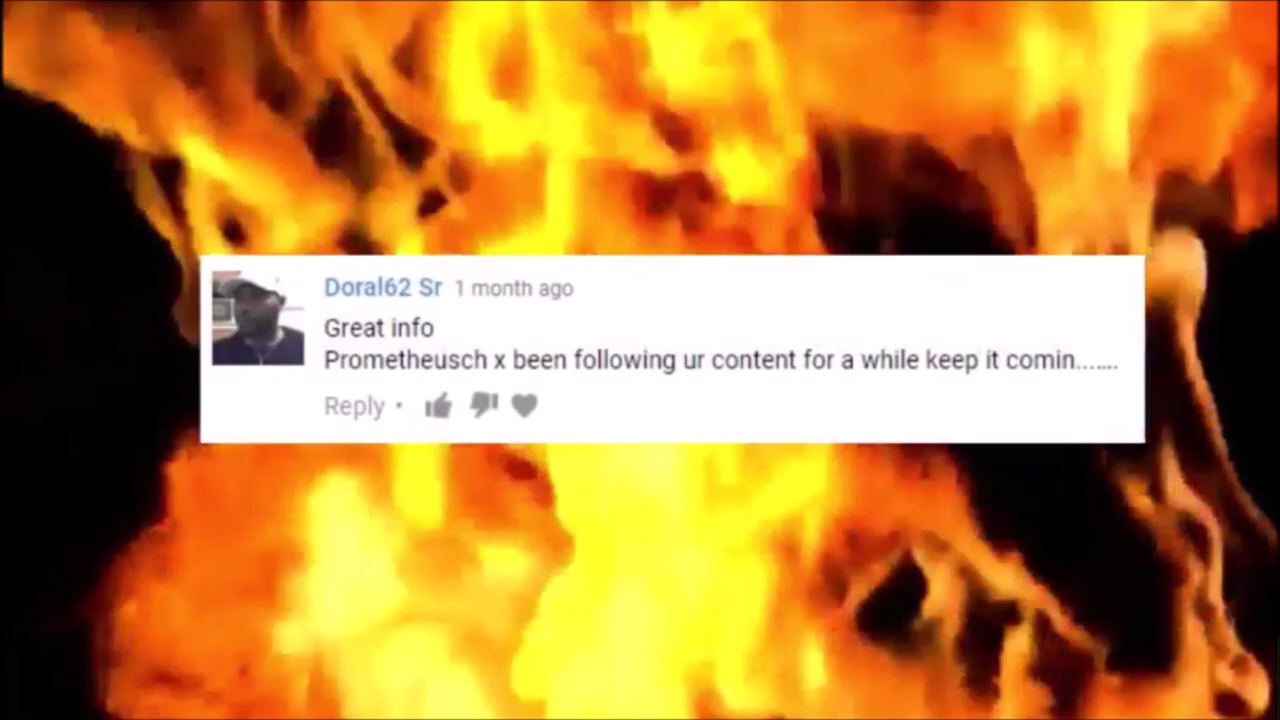 Doral62 Sr 1 month ago
Great info
Prometheusch x been following ur content for a while keep it comin.......
Reply •